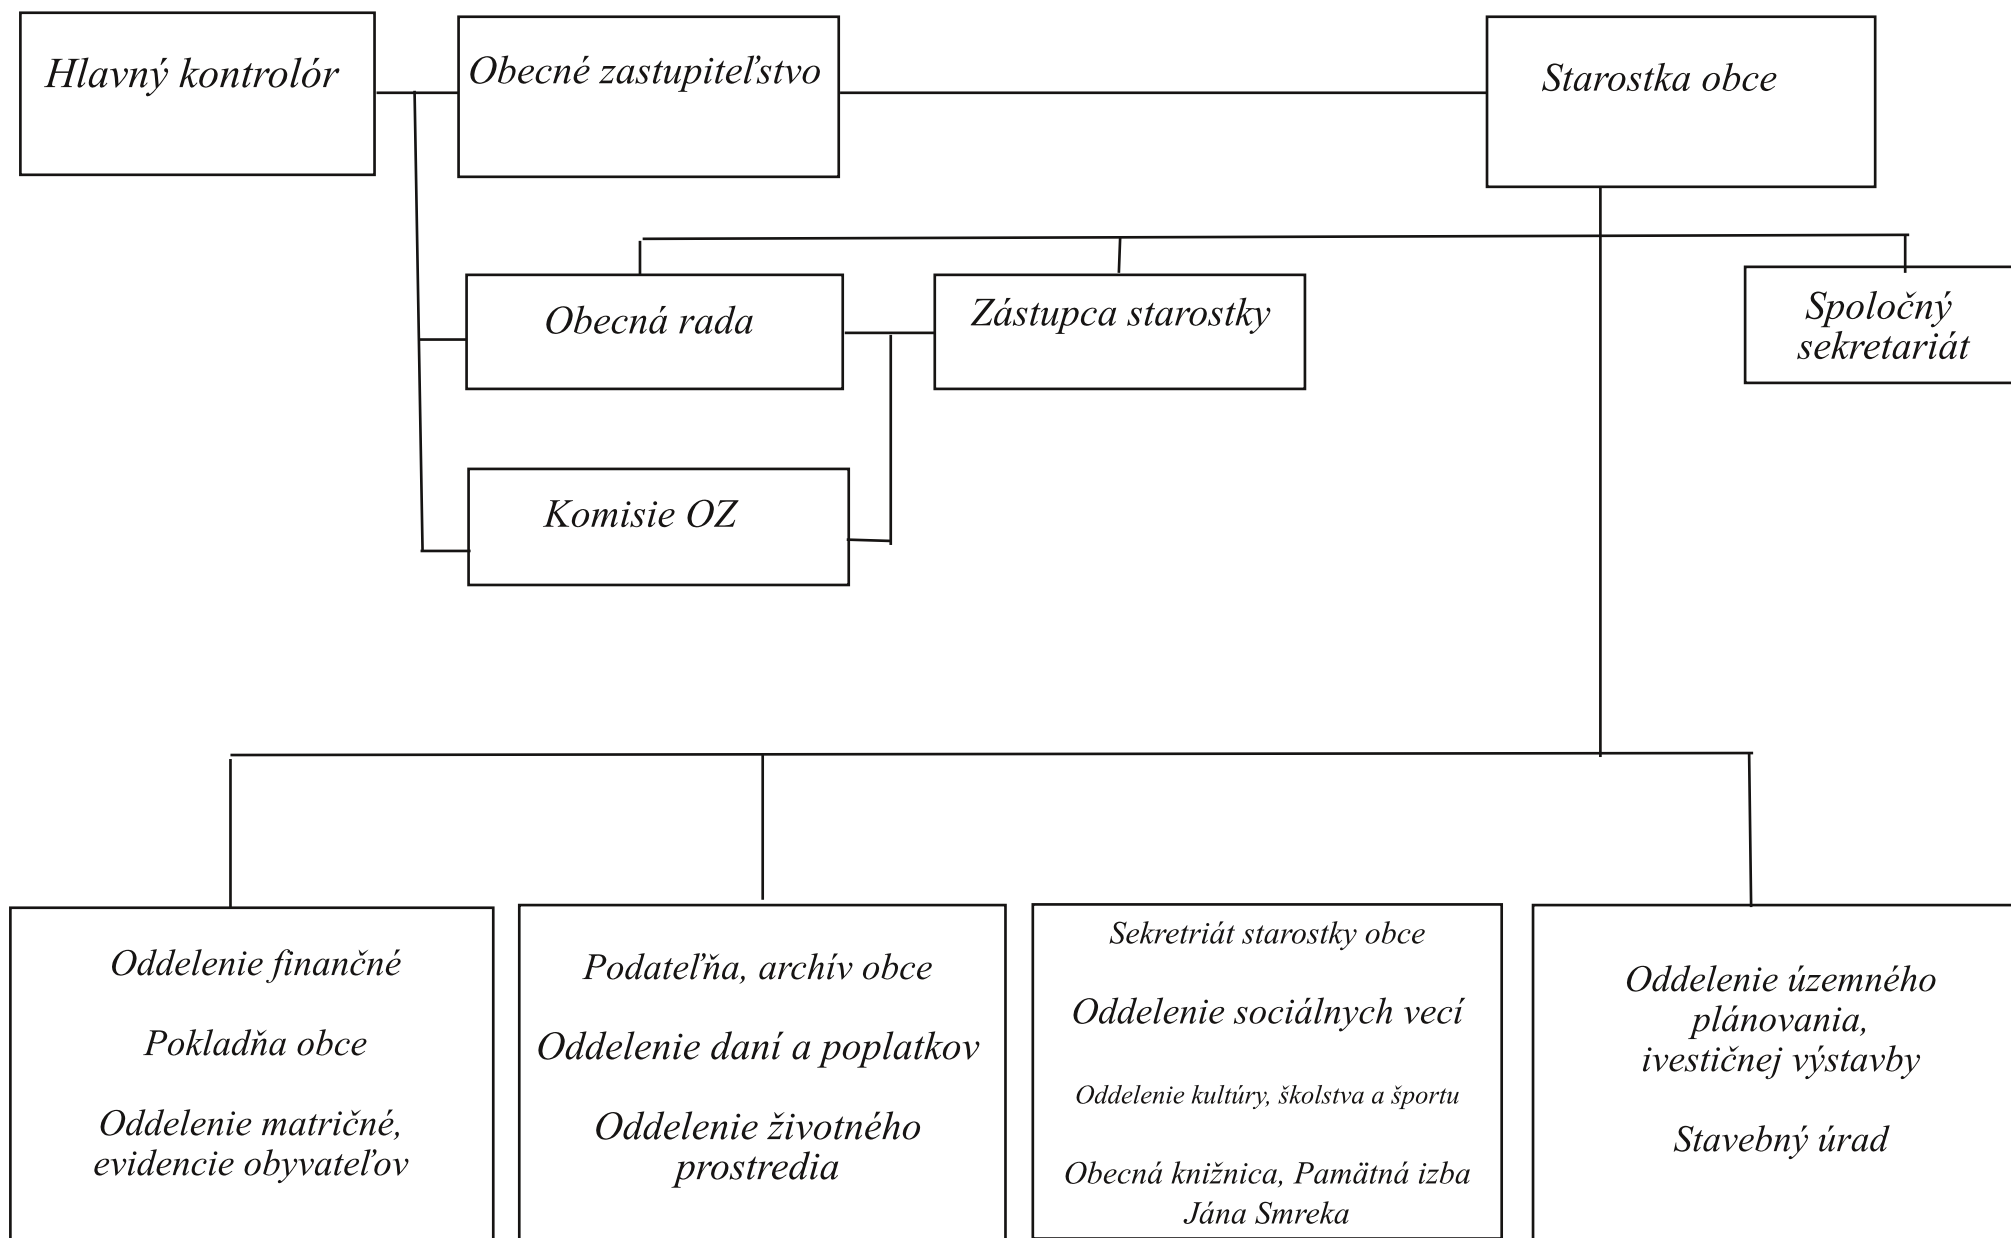 Hlavný kontrolór
Obecné zastupiteľstvo
Starostka obce
Obecná rada
Zástupca starostky
Spoločný
sekretariát
Komisie OZ
Oddelenie finančné
Pokladňa obce
Oddelenie matričné,
evidencie obyvateľov
Podateľňa, archív obce
Oddelenie daní a poplatkov
Oddelenie životného
prostredia
Sekretriát starostky obce
Oddelenie sociálnych vecí
Oddelenie kultúry, školstva a športu
Obecná knižnica, Pamätná izba
Jána Smreka
Oddelenie územného
plánovania,
ivestičnej výstavby
Stavebný úrad